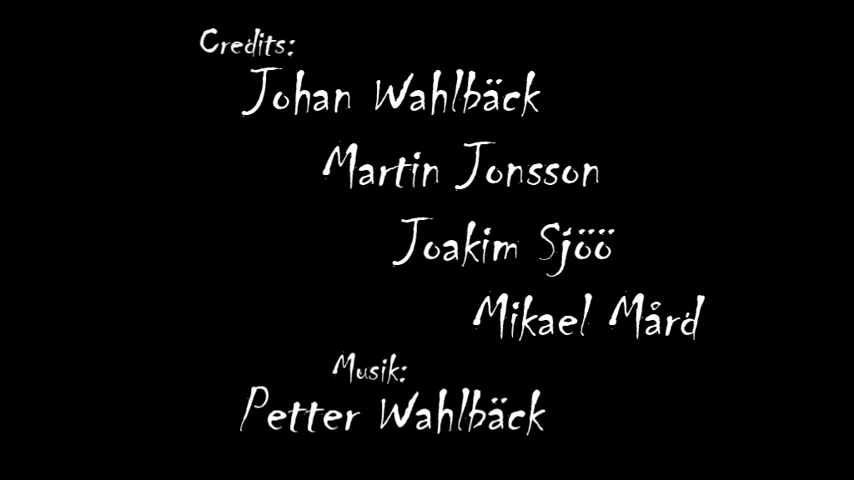 Credits:
Johan Wahlbäck
Martin Jonsson
Joakim Sjöö
Mikael Mård
Musik:
Petter Wahlbäck